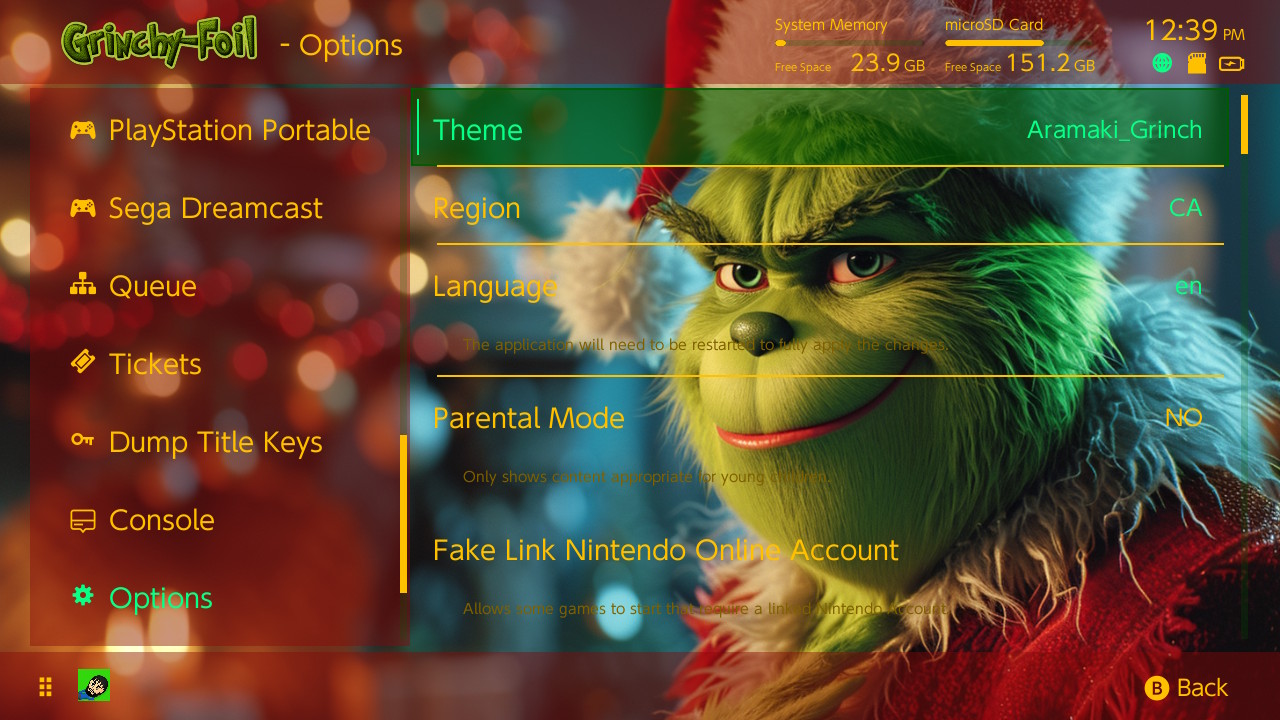 Grinchy-Foil
- Options
System Memory
Free Space 23.9 GB
microSD Card
Free Space 151.2 GB
12:39 PM
PlayStation Portable
Sega Dreamcast
Queue
Tickets
Dump Title Keys
Console
Options
Theme Aramaki_Grinch
Region CA
Language en
The application will need to be restarted to fully apply the changes.
Parental Mode NO
Only shows content appropriate for young children.
Fake Link Nintendo Online Account
Allows some games to start that require a linked Nintendo Account.
B Back